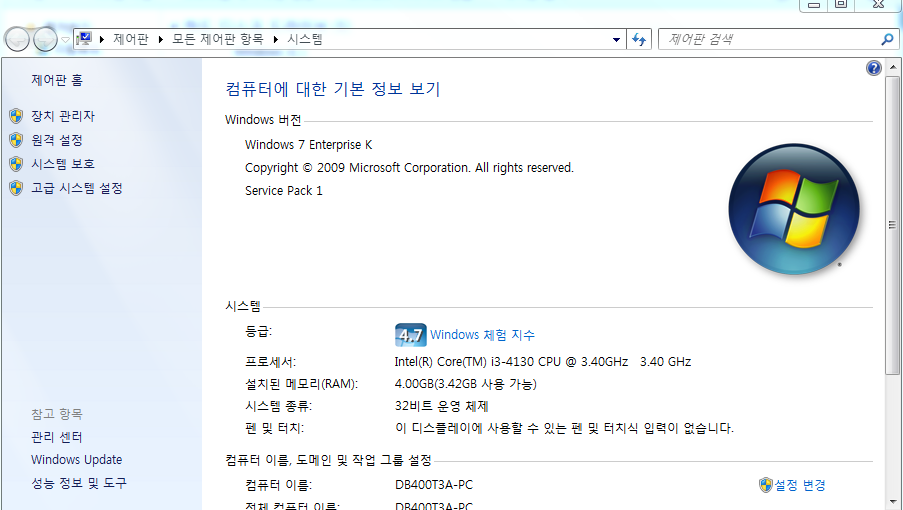 제어판 ▸ 모든 제어판 항목 ▸ 시스템
제어판 검색
제어판 홈
장치 관리자
원격 설정
시스템 보호
고급 시스템 설정
참고 항목
관리 센터
Windows Update
성능 정보 및 도구
컴퓨터에 대한 기본 정보 보기
Windows 버전
Windows 7 Enterprise K
Copyright © 2009 Microsoft Corporation. All rights reserved.
Service Pack 1
시스템
등급: 4.7 Windows 체험 지수
프로세서: Intel(R) Core(TM) i3-4130 CPU @ 3.40GHz 3.40 GHz
설치된 메모리(RAM): 4.00GB(3.42GB 사용 가능)
시스템 종류: 32비트 운영 체제
펜 및 터치: 이 디스플레이에 사용할 수 있는 펜 및 터치식 입력이 없습니다.
컴퓨터 이름, 도메인 및 작업 그룹 설정
컴퓨터 이름: DB400T3A-PC 설정 변경
전체 컴퓨터 이름: DB400T3A-PC